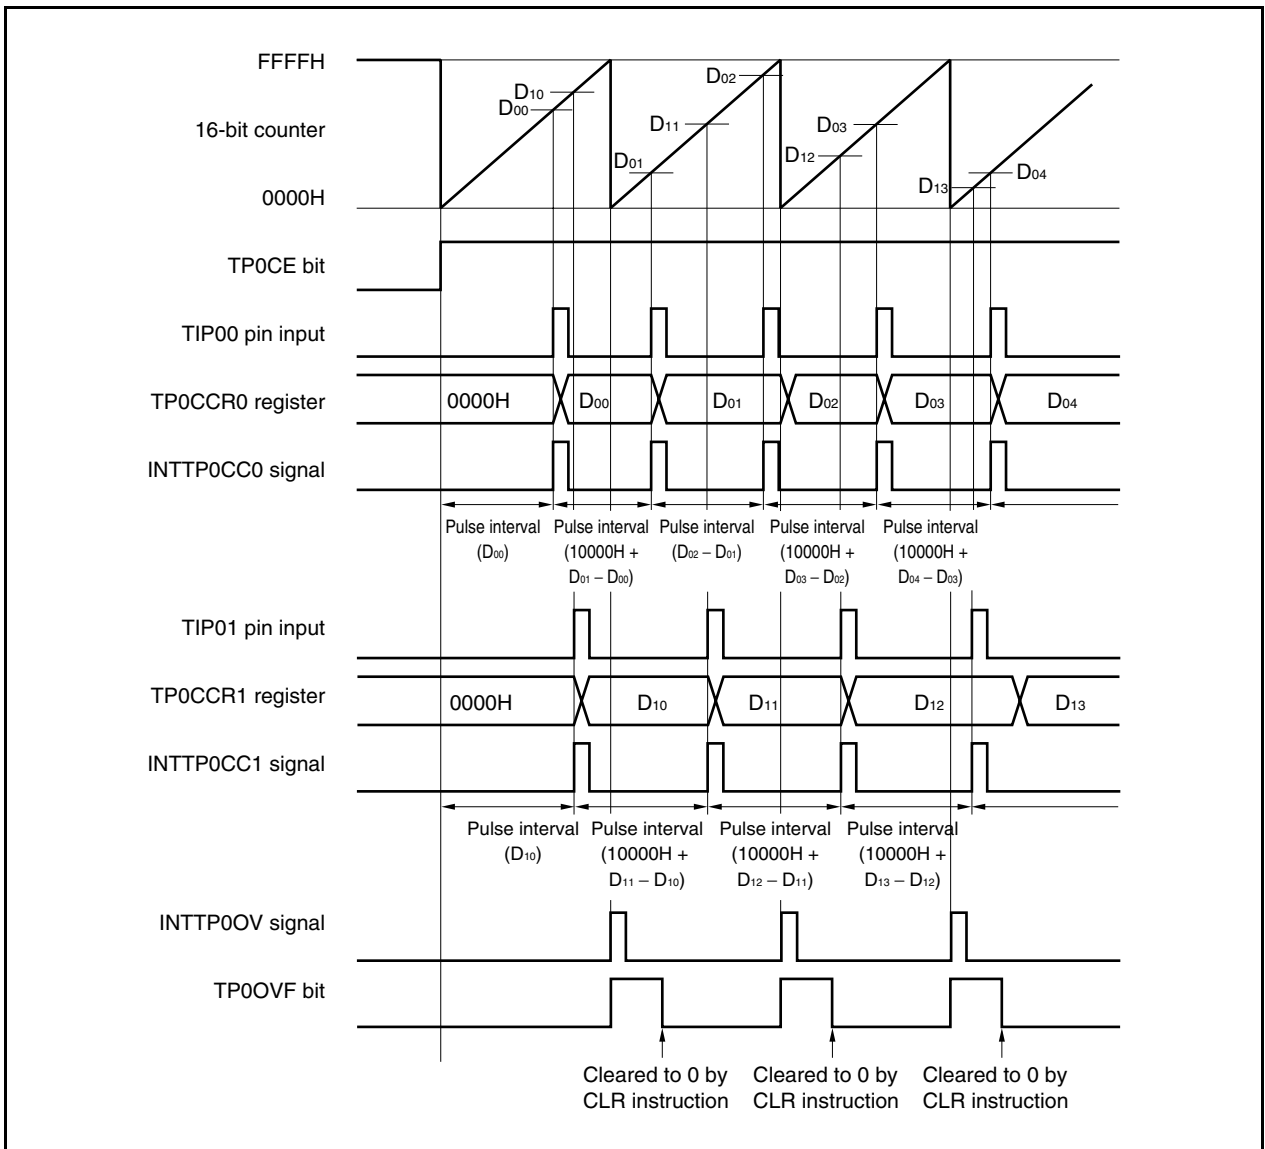 FFFFH
D02
D10
D00
16-bit counter
D11
D03
D12
D01
D13
D04
0000H
TP0CE bit
TIP00 pin input
TP0CCR0 register
0000H D00 D01 D02 D03 D04
INTTP0CC0 signal
Pulse interval Pulse interval Pulse interval Pulse interval Pulse interval
(D00) (10000H + (D02 – D01) (10000H + (10000H +
D01 – D00) D03 – D02) D04 – D03)
TIP01 pin input
TP0CCR1 register
0000H D10 D11 D12 D13
INTTP0CC1 signal
Pulse interval Pulse interval Pulse interval Pulse interval
(D10) (10000H + (10000H + (10000H +
D11 – D10) D12 – D11) D13 – D12)
INTTP0OV signal
TP0OVF bit
Cleared to 0 by Cleared to 0 by Cleared to 0 by
CLR instruction CLR instruction CLR instruction